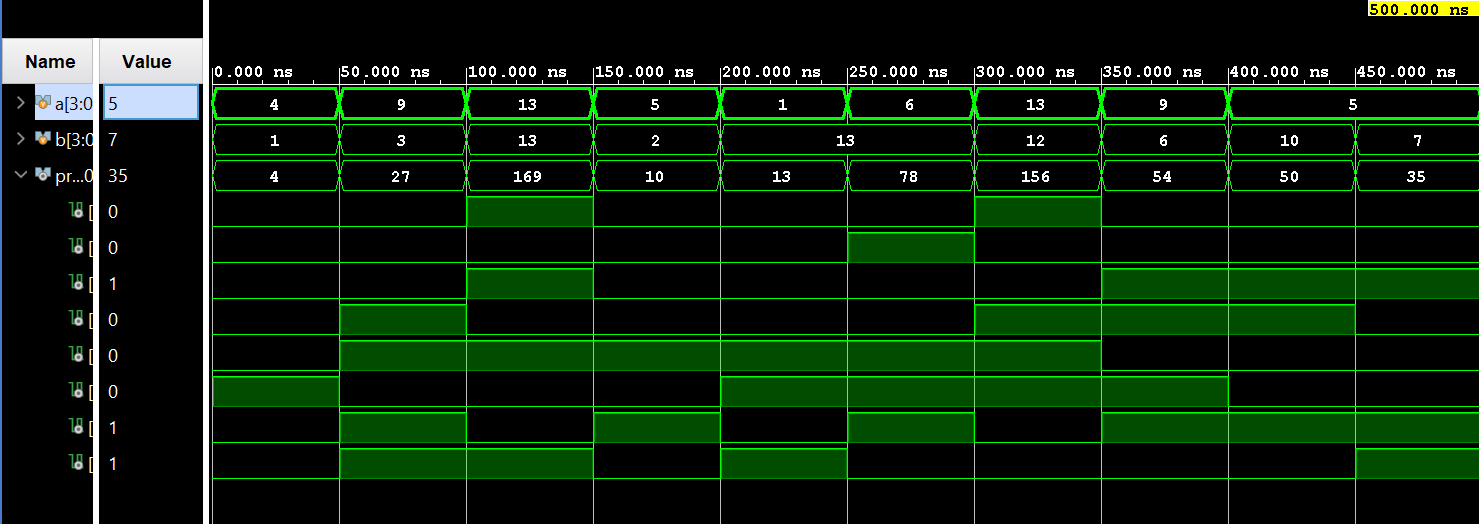 500.000 ns
Name Value
0.000 ns 50.000 ns 100.000 ns 150.000 ns 200.000 ns 250.000 ns 300.000 ns 350.000 ns 400.000 ns 450.000 ns
a[3:0 5 4 9 13 5 1 6 13 9 5
b[3:0 7 1 3 13 2 13 12 6 10 7
pr...0 35 4 27 169 10 13 78 156 54 50 35
[ 0
[ 0
[ 1
[ 0
[ 0
[ 0
[ 1
[ 1